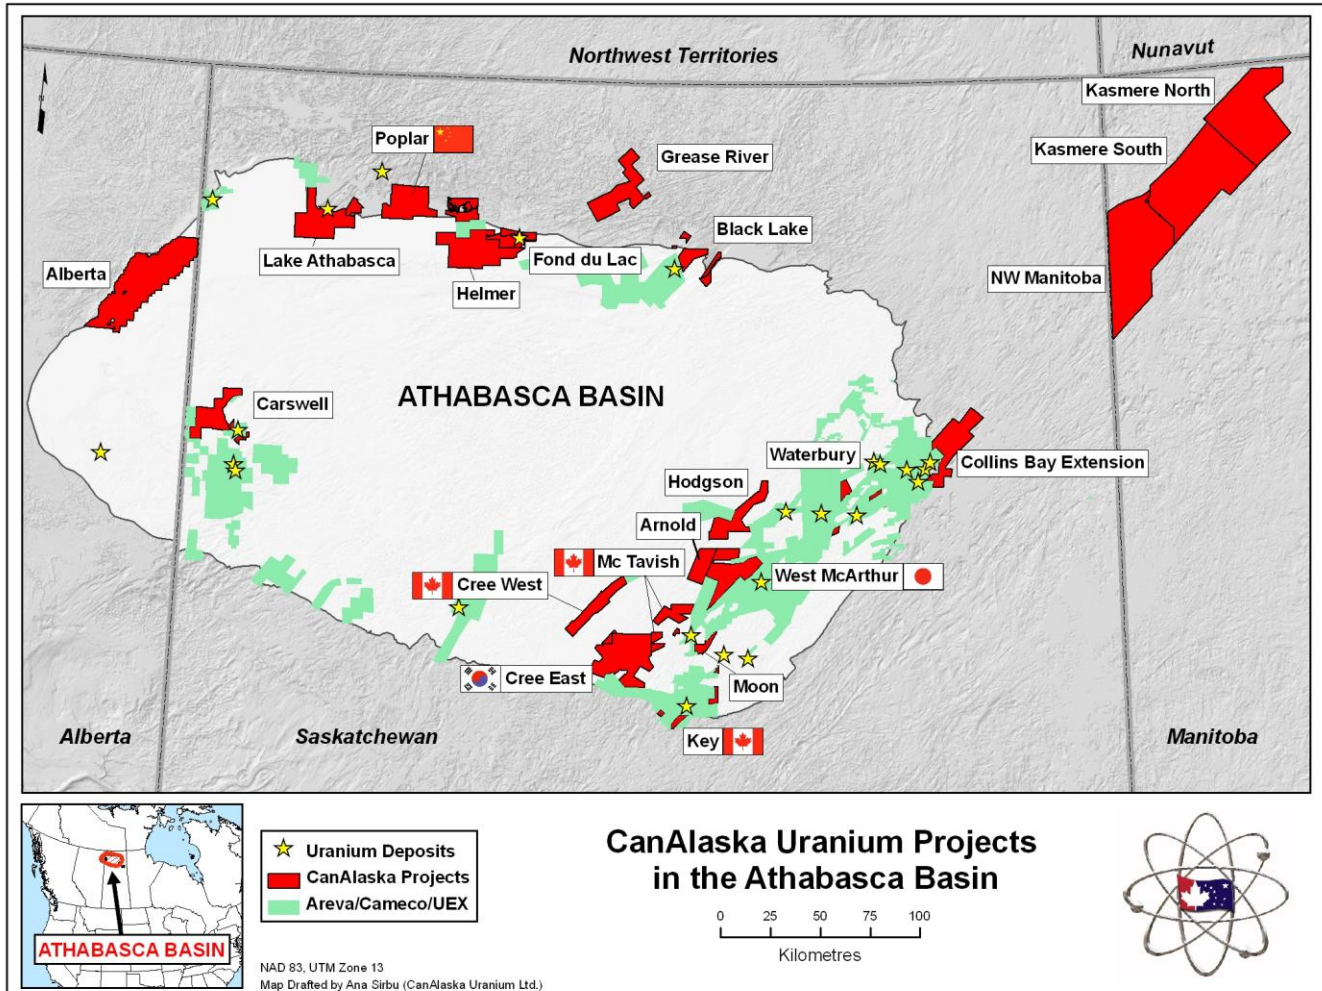 Northwest Territories
Nunavut
Kasmere North
Poplar
Grease River
Kasmere South
Black Lake
Alberta
Lake Athabasca
Fond du Lac
NW Manitoba
Helmer
ATHABASCA BASIN
Carswell
Waterbury
Collins Bay Extension
Hodgson
Arnold
Mc Tavish
West McArthur
Cree West
Cree East
Moon
Key
Alberta
Saskatchewan
Manitoba
ATHABASCA BASIN
Uranium Deposits
CanAlaska Projects
Areva/Cameco/UEX
NAD 83, UTM Zone 13
Map Drafted by Ana Sirbu (CanAlaska Uranium Ltd.)
CanAlaska Uranium Projects
in the Athabasca Basin
0 25 50 75 100
Kilometres